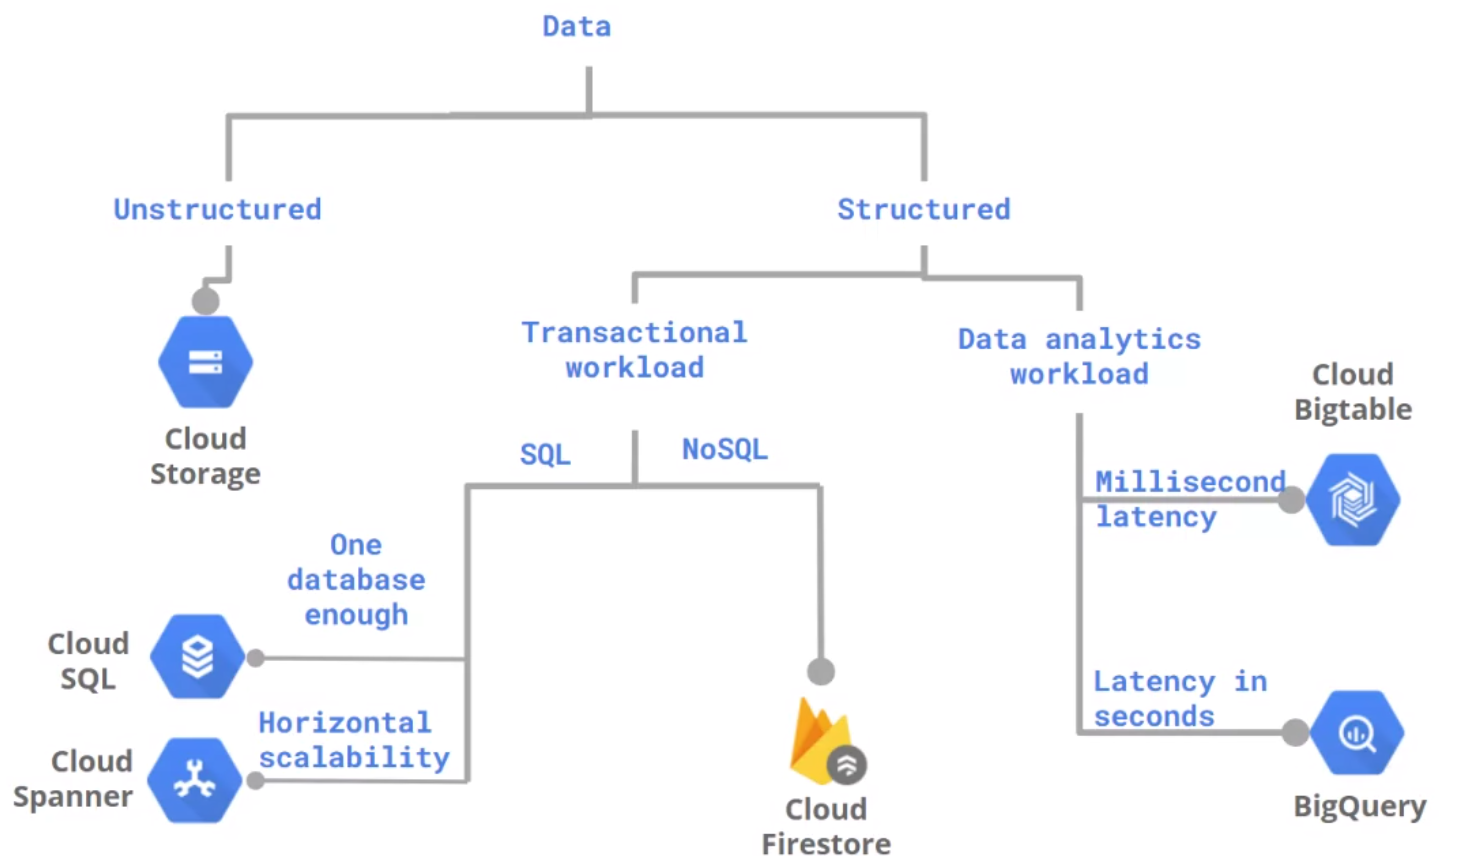 Data
Unstructured
Structured
Transactional
workload
Data analytics
workload
Cloud
Bigtable
Cloud
Storage
SQL
NoSQL
Millisecond
latency
One
database
enough
Cloud
SQL
Latency in
seconds
Horizontal
scalability
Cloud
Spanner
Cloud
Firestore
BigQuery